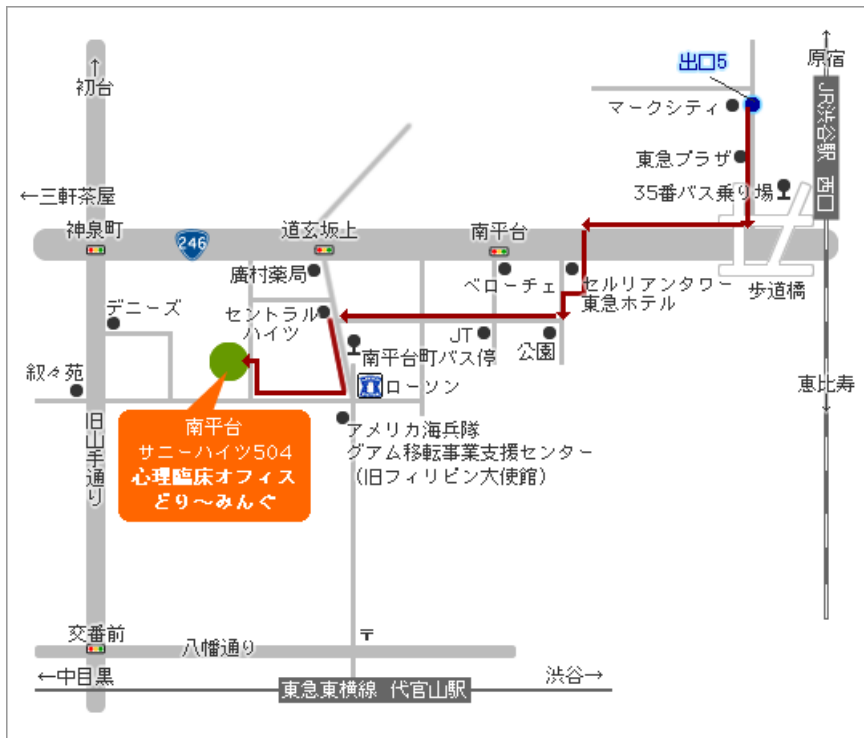 原宿
出口5
初台
マークシティ
JR渋谷駅 西口
東急プラザ
←三軒茶屋
35番バス乗り場
神泉町
246
道玄坂上
南平台
廣村薬局
ベローチェ
セルリアンタワー
東急ホテル
歩道橋
デニーズ
セントラル
ハイツ
JT
公園
南平台町バス停
叙々苑
ローソン
恵比寿
旧山手通り
南平台
サニーハイツ504
心理臨床オフィス
どり～みんぐ
アメリカ海兵隊
グアム移転事業支援センター
（旧フィリピン大使館）
交番前
八幡通り
〒
←中目黒
渋谷→
東急東横線 代官山駅